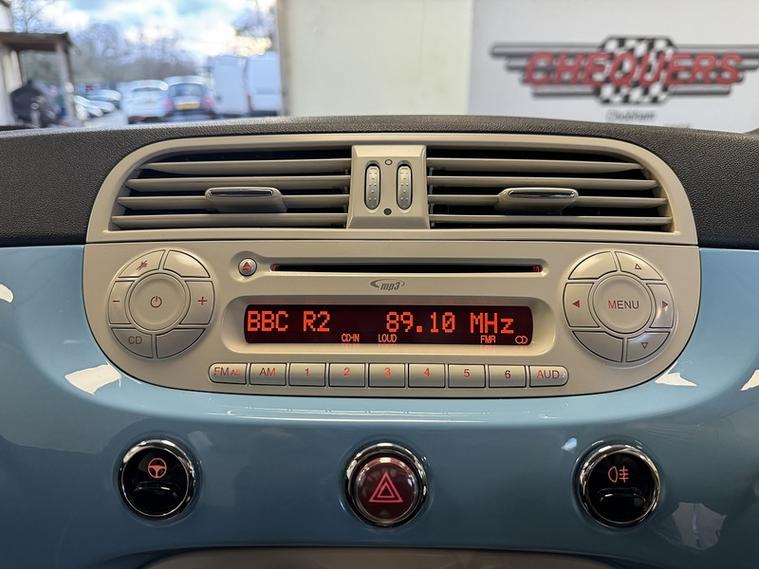 CHEQUERS
mp3
BBC R2 89.10 MHz
CD-IN LOUD FMR
MENU
CD
FM AS AM 1 2 3 4 5 6 AUD